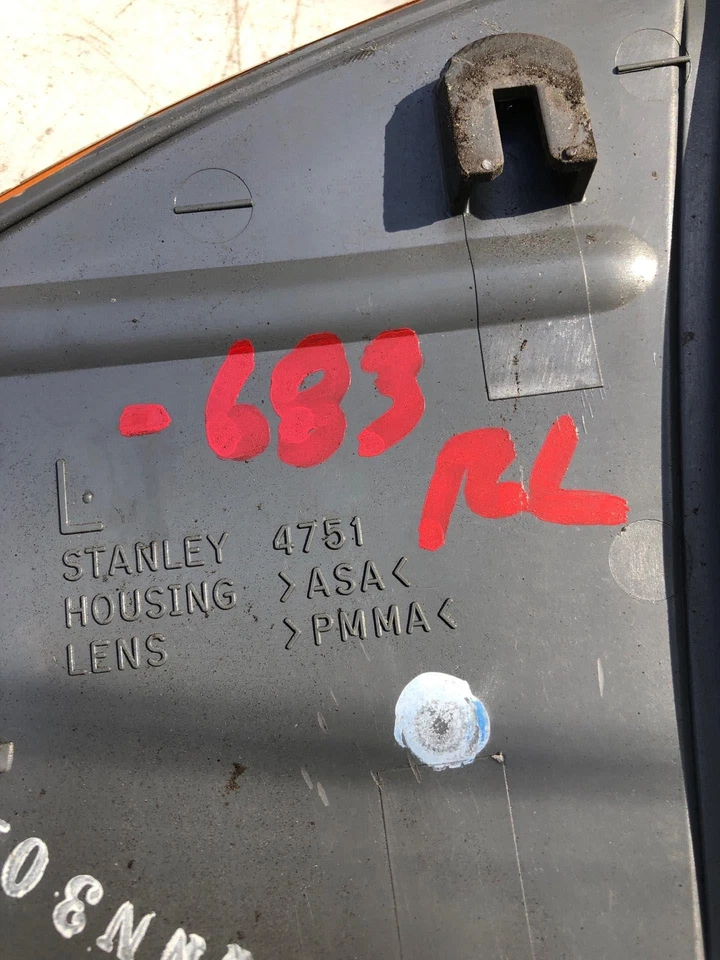 -683
RL
L
STANLEY 4751
HOUSING >ASA<
LENS >PMMA<